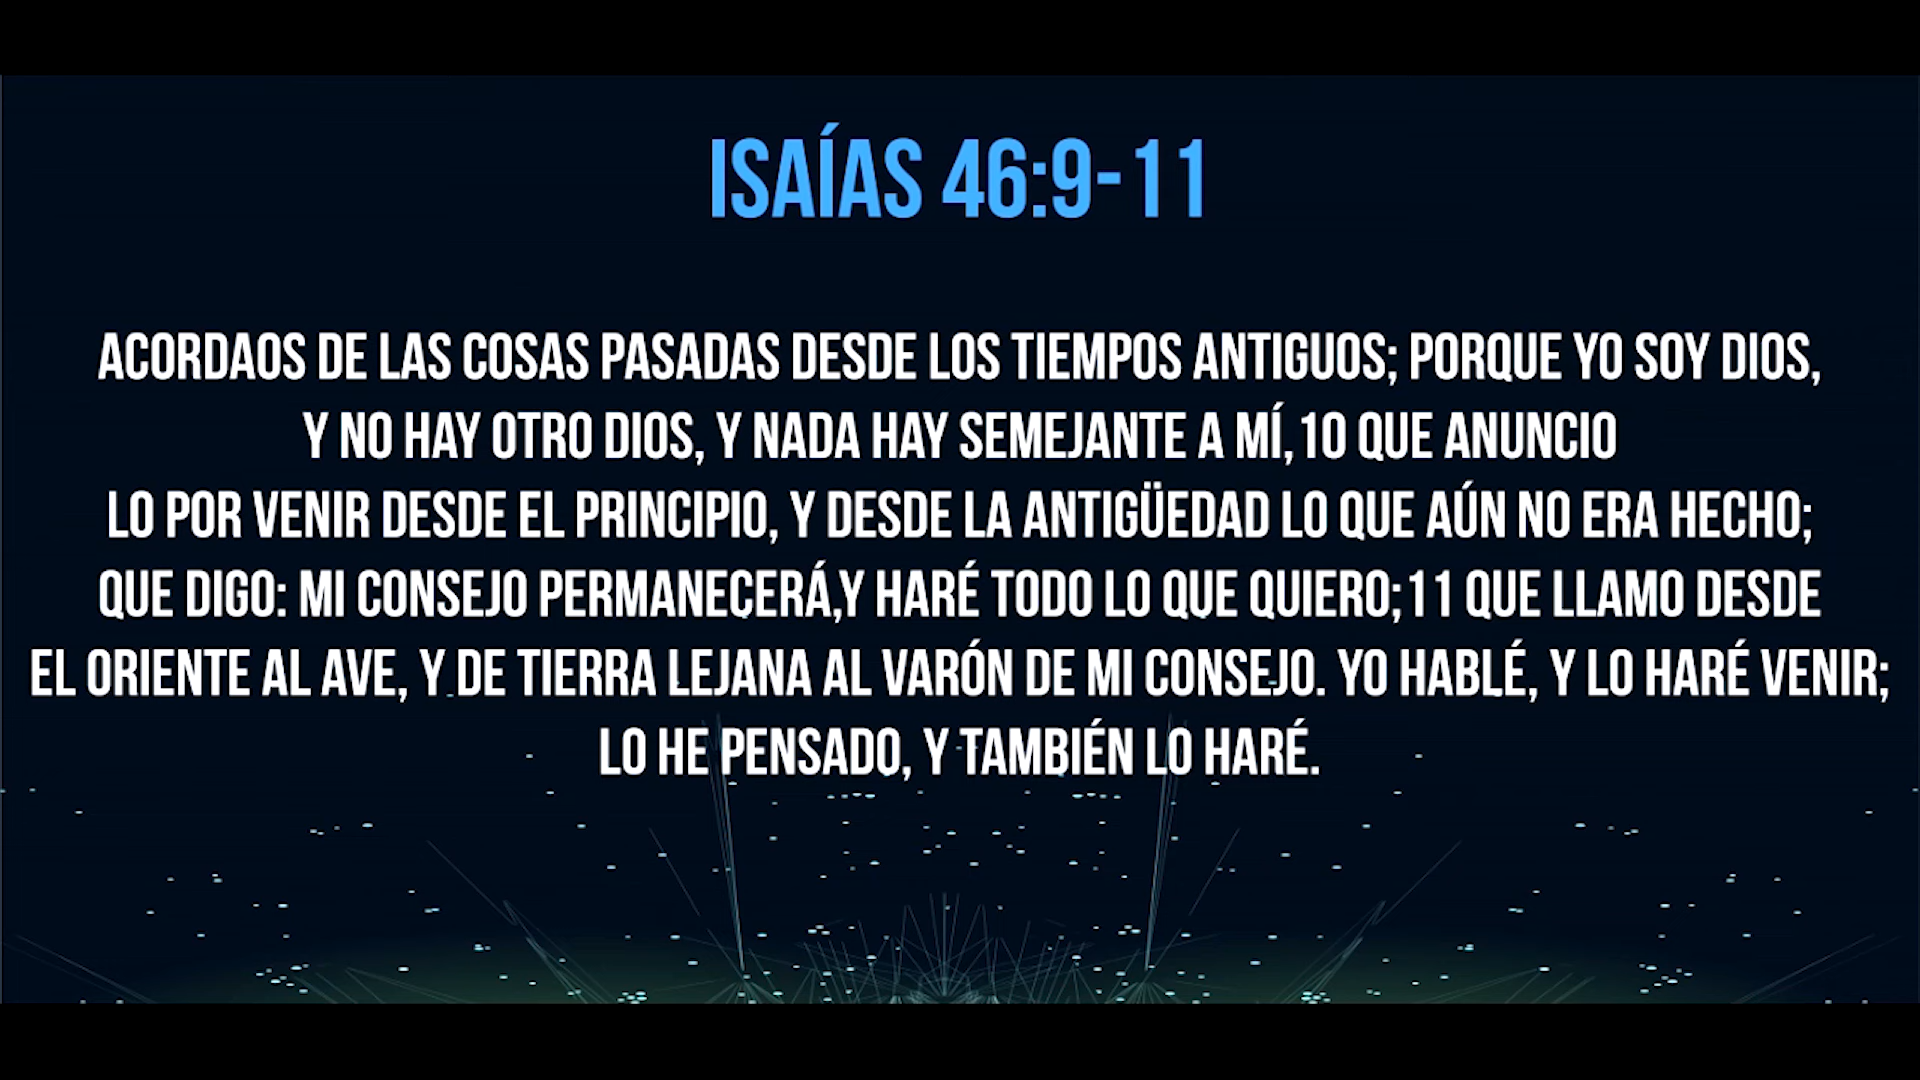 ISAÍAS 46:9-11
ACORDAOS DE LAS COSAS PASADAS DESDE LOS TIEMPOS ANTIGUOS; PORQUE YO SOY DIOS,
Y NO HAY OTRO DIOS, Y NADA HAY SEMEJANTE A MÍ,10 QUE ANUNCIO
LO POR VENIR DESDE EL PRINCIPIO, Y DESDE LA ANTIGÜEDAD LO QUE AÚN NO ERA HECHO;
QUE DIGO: MI CONSEJO PERMANECERÁ,Y HARÉ TODO LO QUE QUIERO;11 QUE LLAMO DESDE
EL ORIENTE AL AVE, Y DE TIERRA LEJANA AL VARÓN DE MI CONSEJO. YO HABLÉ, Y LO HARÉ VENIR;
LO HE PENSADO, Y TAMBIÉN LO HARÉ.